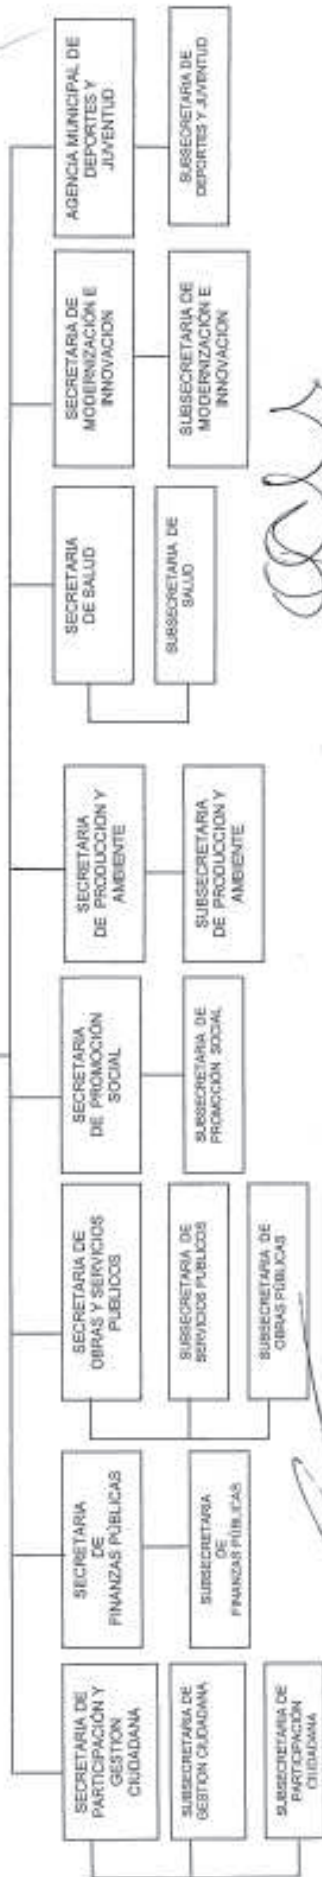 SECRETARIA DE
PARTICIPACIÓN Y
GESTION
CIUDADANA
SUBSECRETARIA DE
GESTION CIUDADANA
SUBSECRETARIA DE
PARTICIPACIÓN
CIUDADANA
SECRETARIA
DE
FINANZAS PÚBLICAS
SUBSECRETARIA
DE
FINANZAS PÚBLICAS
SECRETARIA DE
OBRAS Y SERVICIOS
PUBLICOS
SUBSECRETARIA DE
SERVICIOS PUBLICOS
SUBSECRETARIA DE
OBRAS PÚBLICAS
SECRETARIA
DE PROMOCIÓN
SOCIAL
SUBSECRETARIA DE
PROMOCIÓN SOCIAL
SECRETARIA
DE PRODUCCION Y
AMBIENTE
SUBSECRETARIA
DE PRODUCCION Y
AMBIENTE
SECRETARIA
DE SALUD
SUBSECRETARIA DE
SALUD
SECRETARIA DE
MODERNIZACIÓN E
INNOVACION
SUBSECRETARIA DE
MODERNIZACIÓN E
INNOVACION
AGENCIA MUNICIPAL DE
DEPORTES Y
JUVENTUD
SUBSECRETARIA DE
DEPORTES Y JUVENTUD